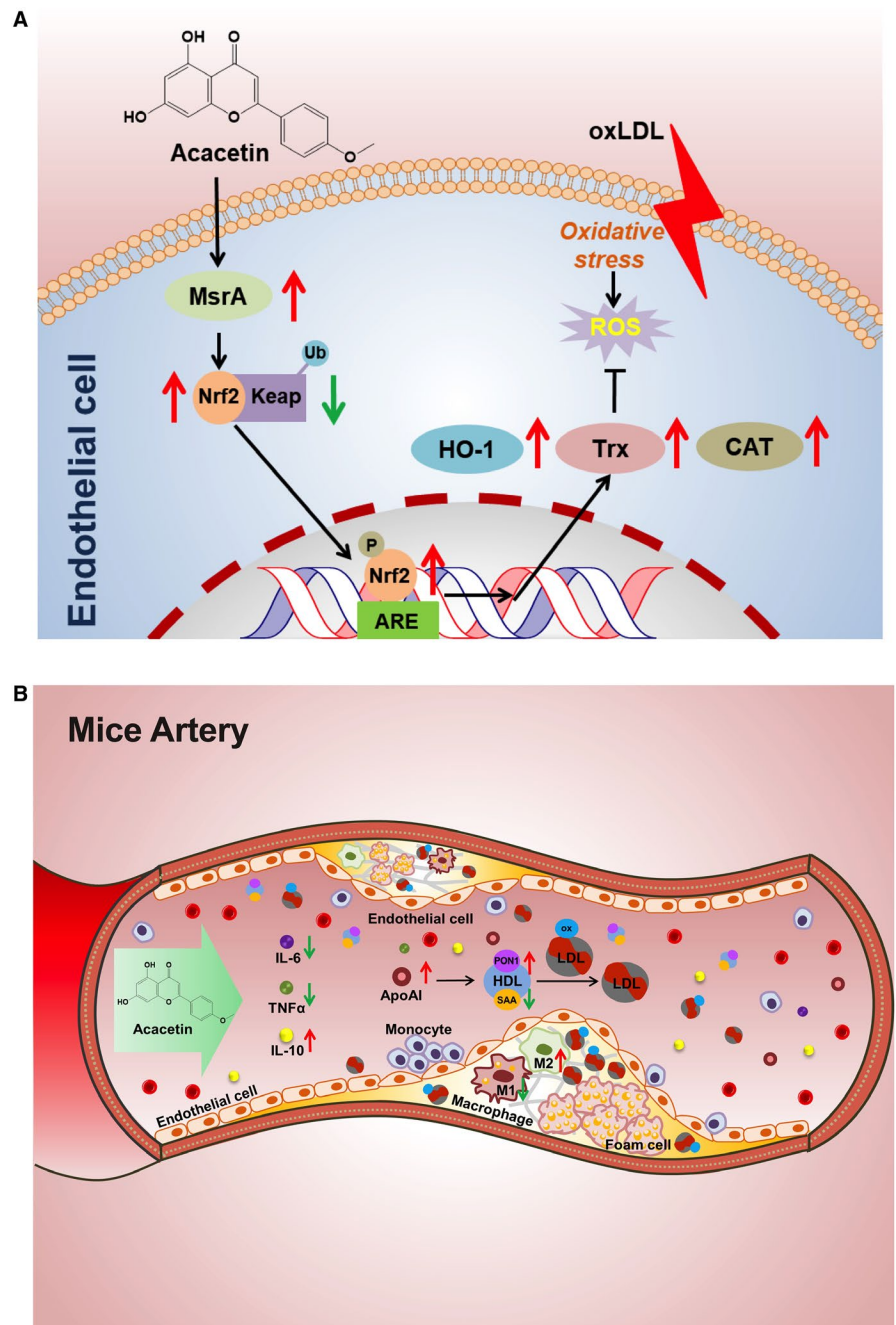 A
OH
O
HO
O
O
Acacetin
oxLDL
Oxidative
stress
MsrA
ROS
Ub
Nrf2
Keap
HO-1
Trx
CAT
Endothelial cell
P
Nrf2
ARE
B
Mice Artery
Endothelial cell
ox
LDL
IL-6
PON1
HDL
SAA
LDL
ApoAI
TNFα
OH
O
HO
O
O
Acacetin
IL-10
Monocyte
M2
M1
Macrophage
Endothelial cell
Foam cell